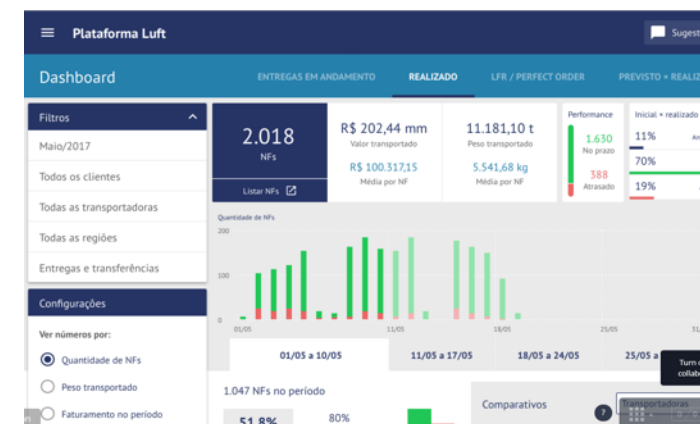 Plataforma Luft
Sugest
Dashboard
ENTREGAS EM ANDAMENTO
REALIZADO
LFR / PERFECT ORDER
PREVISTO × REALIZ
Filtros
Maio/2017
Todos os clientes
Todas as transportadoras
Todas as regiões
Entregas e transferências
Configurações
Ver números por:
Quantidade de NFs
Peso transportado
Faturamento no período
2.018
NFs
Listar NFs
R$ 202,44 mm
Valor transportado
R$ 100.317,15
Média por NF
11.181,10 t
Peso transportado
5.541,68 kg
Média por NF
Performance
1.630
No prazo
388
Atrasado
Inicial × realizado
11%
70%
19%
Quantidade de NFs
200
100
0
01/05
11/05
18/05
25/05
31/
01/05 a 10/05
11/05 a 17/05
18/05 a 24/05
25/05 a
Turn o
collab
1.047 NFs no período
51,8%
80%
Comparativos
?
Transportadoras